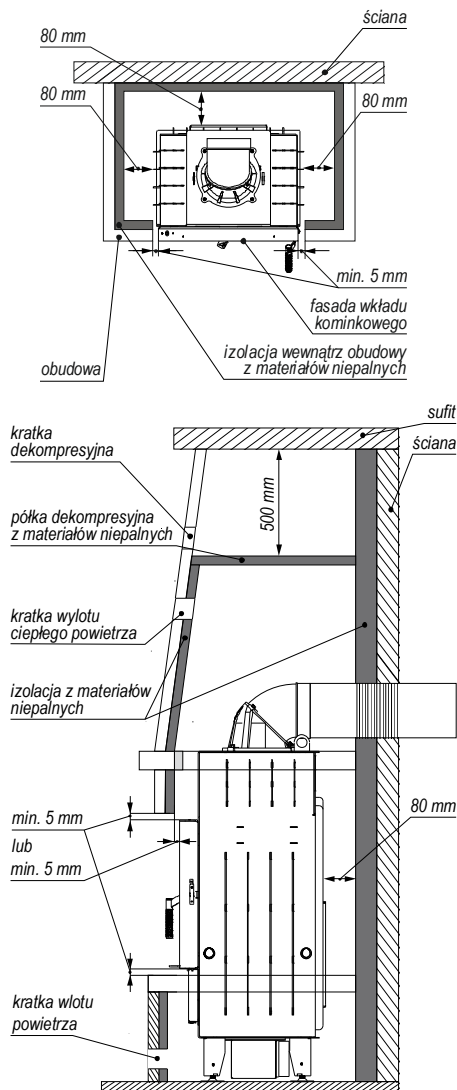 ściana
80 mm
80 mm
80 mm
min. 5 mm
fasada wkładu
kominkowego
izolacja wewnątrz obudowy
z materiałów niepalnych
obudowa
sufit
ściana
kratka
dekompresyjna
500 mm
półka dekompresyjna
z materiałów niepalnych
kratka wylotu
ciepłego powietrza
izolacja z materiałów
niepalnych
80 mm
min. 5 mm
lub
min. 5 mm
kratka wlotu
powietrza